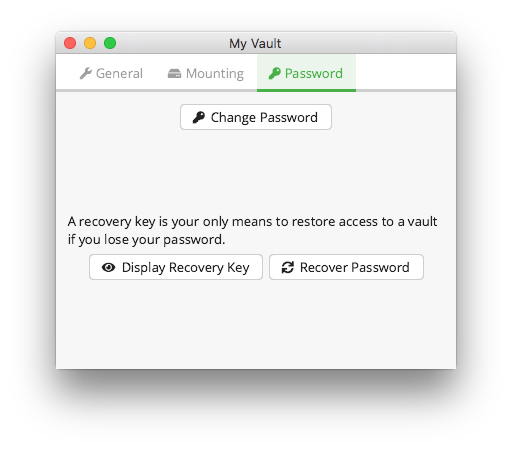 My Vault
General Mounting Password
Change Password
A recovery key is your only means to restore access to a vault
if you lose your password.
Display Recovery Key Recover Password